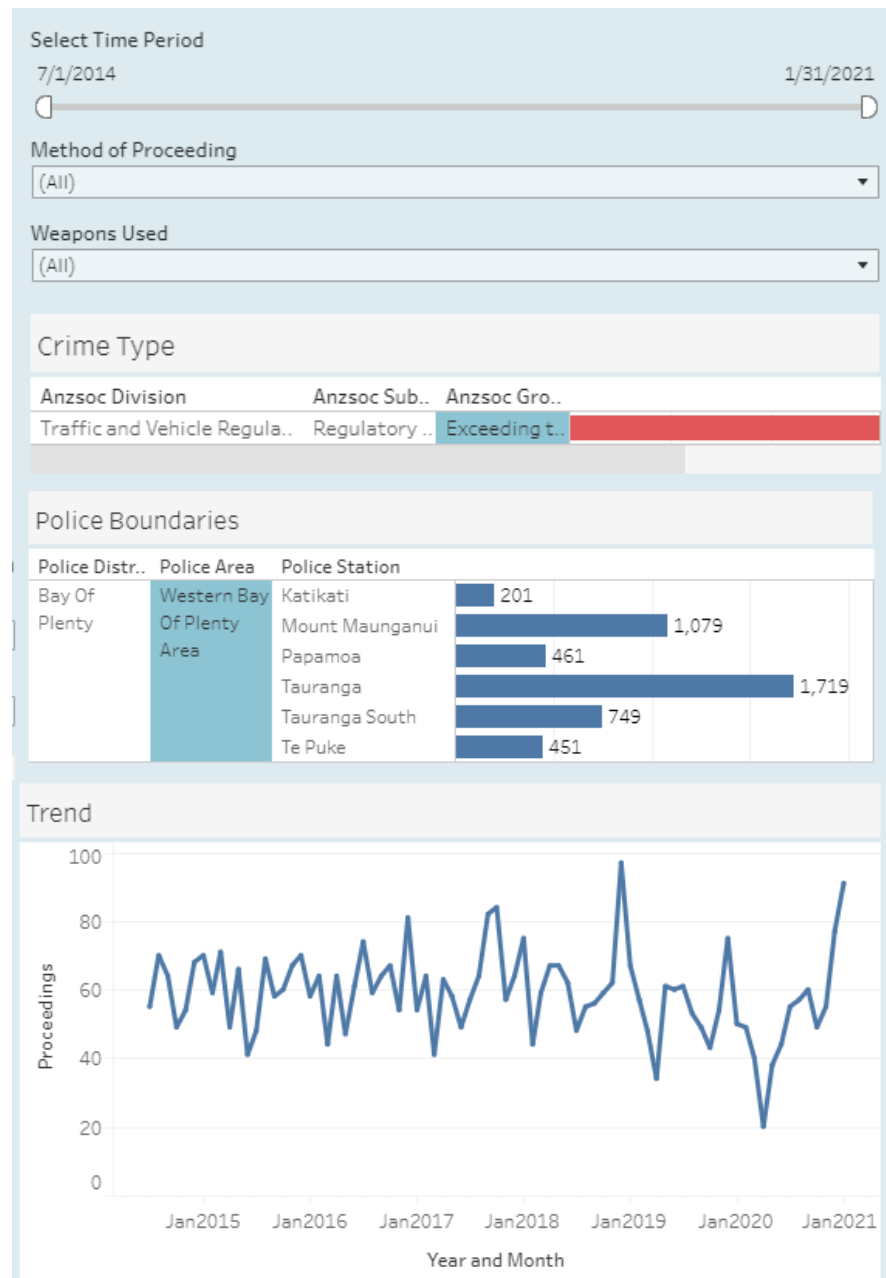 Select Time Period
7/1/2014 1/31/2021
Method of Proceeding
(All)
Weapons Used
(All)
Crime Type
Anzsoc Division Anzsoc Sub.. Anzsoc Gro..
Traffic and Vehicle Regula.. Regulatory .. Exceeding t..
Police Boundaries
Police Distr.. Police Area Police Station
Bay Of Western Bay Katikati 201
Plenty Of Plenty Mount Maunganui 1,079
Area Papamoa 461
Tauranga 1,719
Tauranga South 749
Te Puke 451
Trend
100
80
60
40
20
0
Proceedings
Jan2015 Jan2016 Jan2017 Jan2018 Jan2019 Jan2020 Jan2021
Year and Month